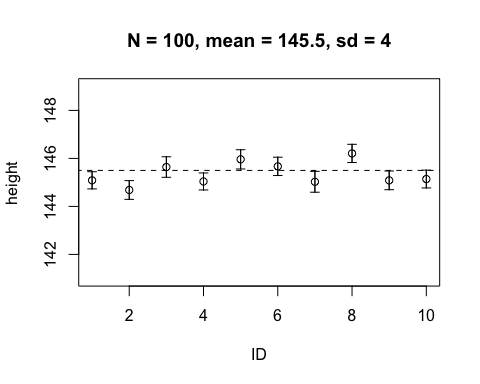 N = 100, mean = 145.5, sd = 4
height
148
146
144
142
2 4 6 8 10
ID